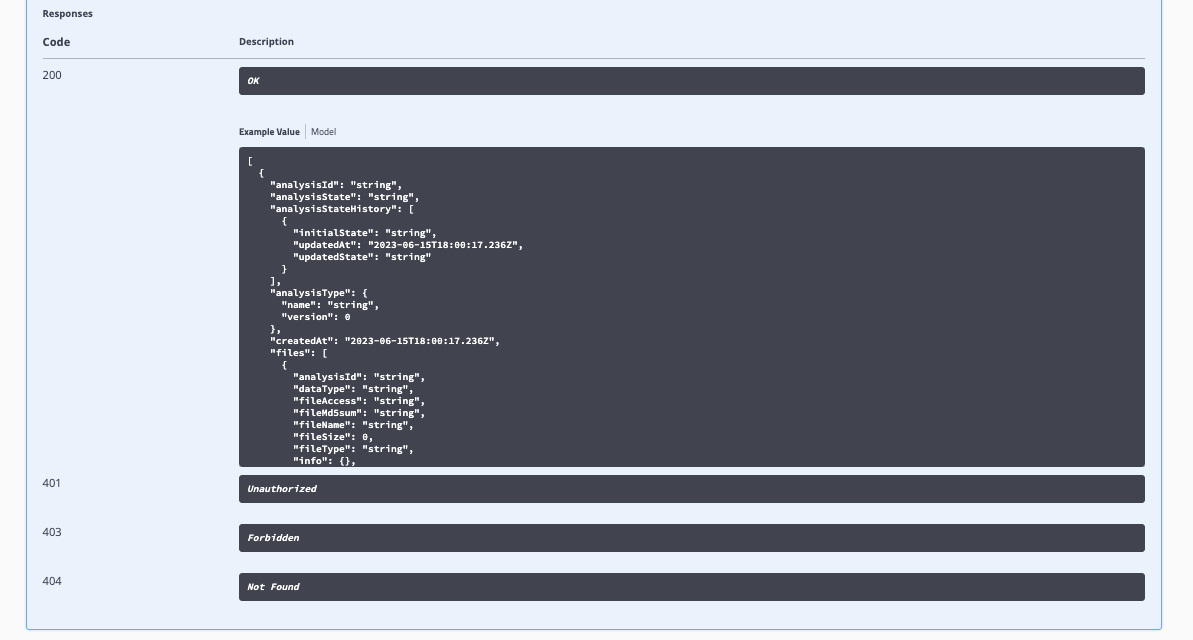 Responses
Code Description
200 OK
Example Value Model
[
  {
    "analysisId": "string",
    "analysisState": "string",
    "analysisStateHistory": [
      {
        "initialState": "string",
        "updatedAt": "2023-06-15T18:00:17.236Z",
        "updatedState": "string"
      }
    ],
    "analysisType": {
      "name": "string",
      "version": 0
    },
    "createdAt": "2023-06-15T18:00:17.236Z",
    "files": [
      {
        "analysisId": "string",
        "dataType": "string",
        "fileAccess": "string",
        "fileMd5sum": "string",
        "fileName": "string",
        "fileSize": 0,
        "fileType": "string",
        "info": {},
401 Unauthorized
403 Forbidden
404 Not Found